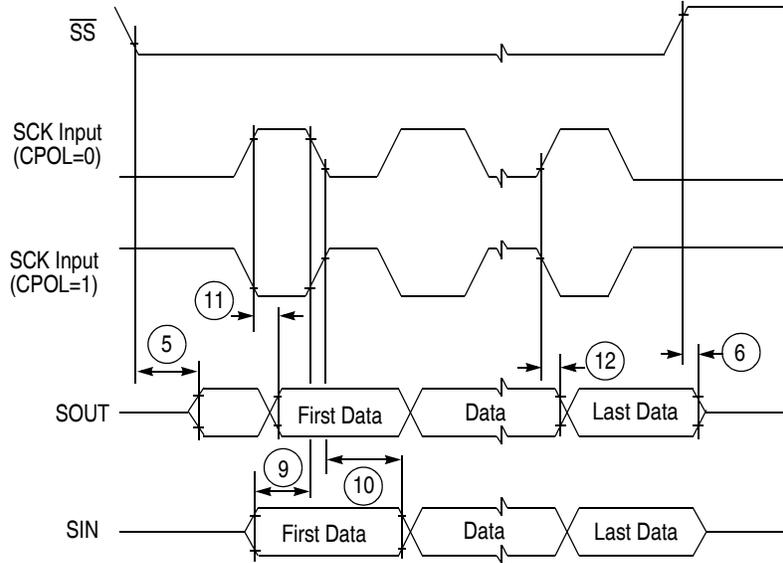 SS
SCK Input
(CPOL=0)
SCK Input
(CPOL=1)
11
5
12
6
SOUT
First Data
Data
Last Data
9
10
SIN
First Data
Data
Last Data